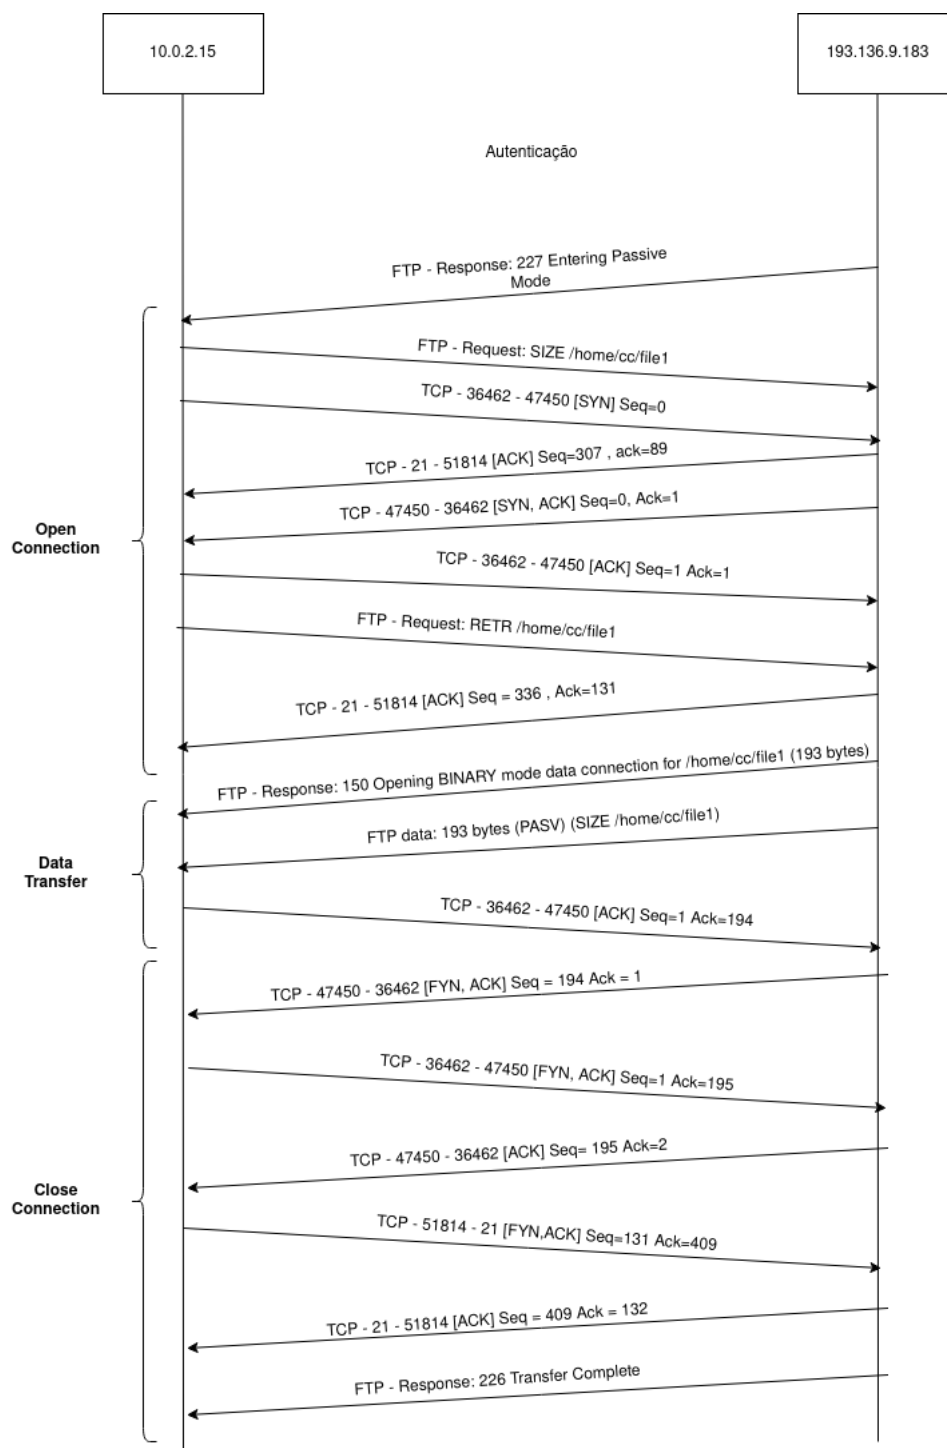 10.0.2.15
193.136.9.183
Autenticação
FTP - Response: 227 Entering Passive
Mode
FTP - Request: SIZE /home/cc/file1
TCP - 36462 - 47450 [SYN] Seq=0
TCP - 21 - 51814 [ACK] Seq=307 , ack=89
TCP - 47450 - 36462 [SYN, ACK] Seq=0, Ack=1
Open
Connection
TCP - 36462 - 47450 [ACK] Seq=1 Ack=1
FTP - Request: RETR /home/cc/file1
TCP - 21 - 51814 [ACK] Seq = 336 , Ack=131
FTP - Response: 150 Opening BINARY mode data connection for /home/cc/file1 (193 bytes)
FTP data: 193 bytes (PASV) (SIZE /home/cc/file1)
Data
Transfer
TCP - 36462 - 47450 [ACK] Seq=1 Ack=194
TCP - 47450 - 36462 [FYN, ACK] Seq = 194 Ack = 1
TCP - 36462 - 47450 [FYN, ACK] Seq=1 Ack=195
TCP - 47450 - 36462 [ACK] Seq= 195 Ack=2
Close
Connection
TCP - 51814 - 21 [FYN,ACK] Seq=131 Ack=409
TCP - 21 - 51814 [ACK] Seq = 409 Ack = 132
FTP - Response: 226 Transfer Complete